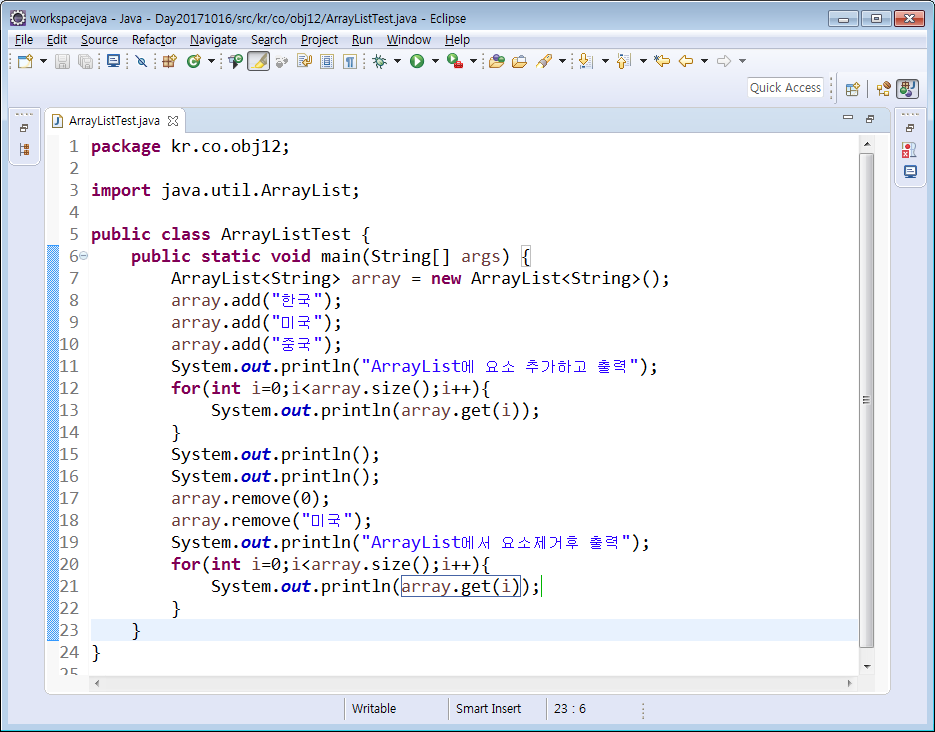 workspacejava - Java - Day20171016/src/kr/co/obj12/ArrayListTest.java - Eclipse
File Edit Source Refactor Navigate Search Project Run Window Help
Quick Access
ArrayListTest.java
1 package kr.co.obj12;
2
3 import java.util.ArrayList;
4
5 public class ArrayListTest {
6 public static void main(String[] args) {
7 ArrayList<String> array = new ArrayList<String>();
8 array.add("한국");
9 array.add("미국");
10 array.add("중국");
11 System.out.println("ArrayList에 요소 추가하고 출력");
12 for(int i=0;i<array.size();i++){
13 System.out.println(array.get(i));
14 }
15 System.out.println();
16 System.out.println();
17 array.remove(0);
18 array.remove("미국");
19 System.out.println("ArrayList에서 요소제거후 출력");
20 for(int i=0;i<array.size();i++){
21 System.out.println(array.get(i));
22 }
23 }
24 }
25
Writable Smart Insert 23 : 6